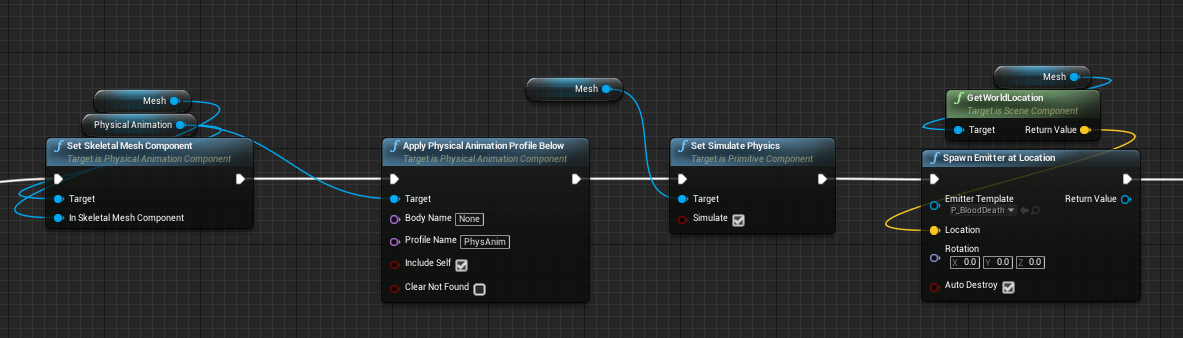 Mesh
Physical Animation
Set Skeletal Mesh Component
Target is Physical Animation Component
Target
In Skeletal Mesh Component
Apply Physical Animation Profile Below
Target is Physical Animation Component
Target
Body Name None
Profile Name PhysAnim
Include Self
Clear Not Found
Mesh
Set Simulate Physics
Target is Primitive Component
Target
Simulate
Mesh
GetWorldLocation
Target is Scene Component
Target Return Value
Spawn Emitter at Location
Emitter Template Return Value
P_BloodDeath
Location
Rotation
X 0.0 Y 0.0 Z 0.0
Auto Destroy